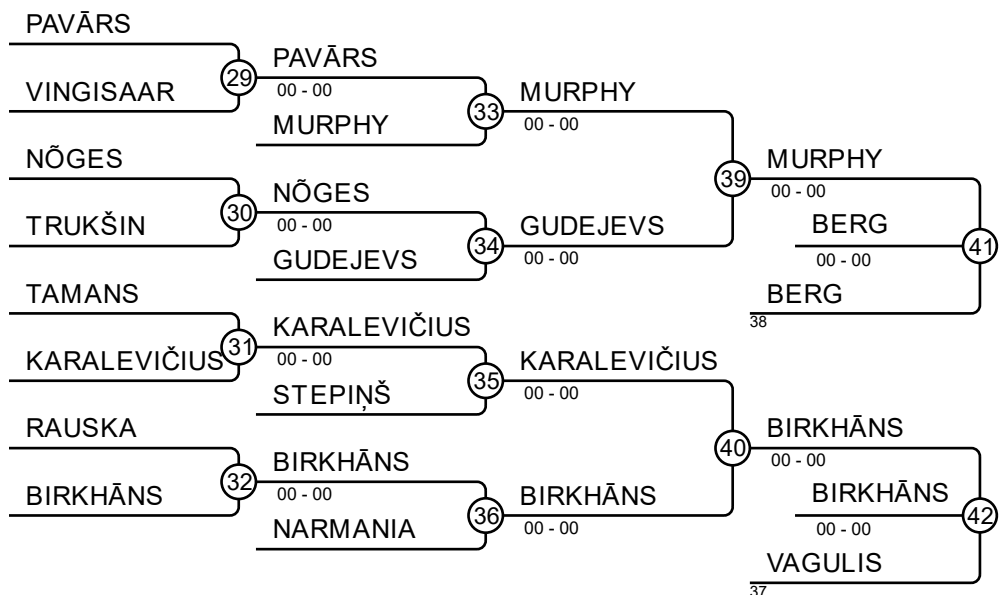 PAVĀRS
VINGISAAR
29
PAVĀRS
00 - 00
MURPHY
33
MURPHY
00 - 00
NÕGES
TRUKŠIN
30
NÕGES
00 - 00
GUDEJEVS
34
GUDEJEVS
00 - 00
39
MURPHY
00 - 00
BERG
00 - 00
41
BERG
38
TAMANS
KARALEVIČIUS
31
KARALEVIČIUS
00 - 00
STEPIŅŠ
35
KARALEVIČIUS
00 - 00
RAUSKA
BIRKHĀNS
32
BIRKHĀNS
00 - 00
NARMANIA
36
BIRKHĀNS
00 - 00
40
BIRKHĀNS
00 - 00
BIRKHĀNS
00 - 00
42
VAGULIS
37